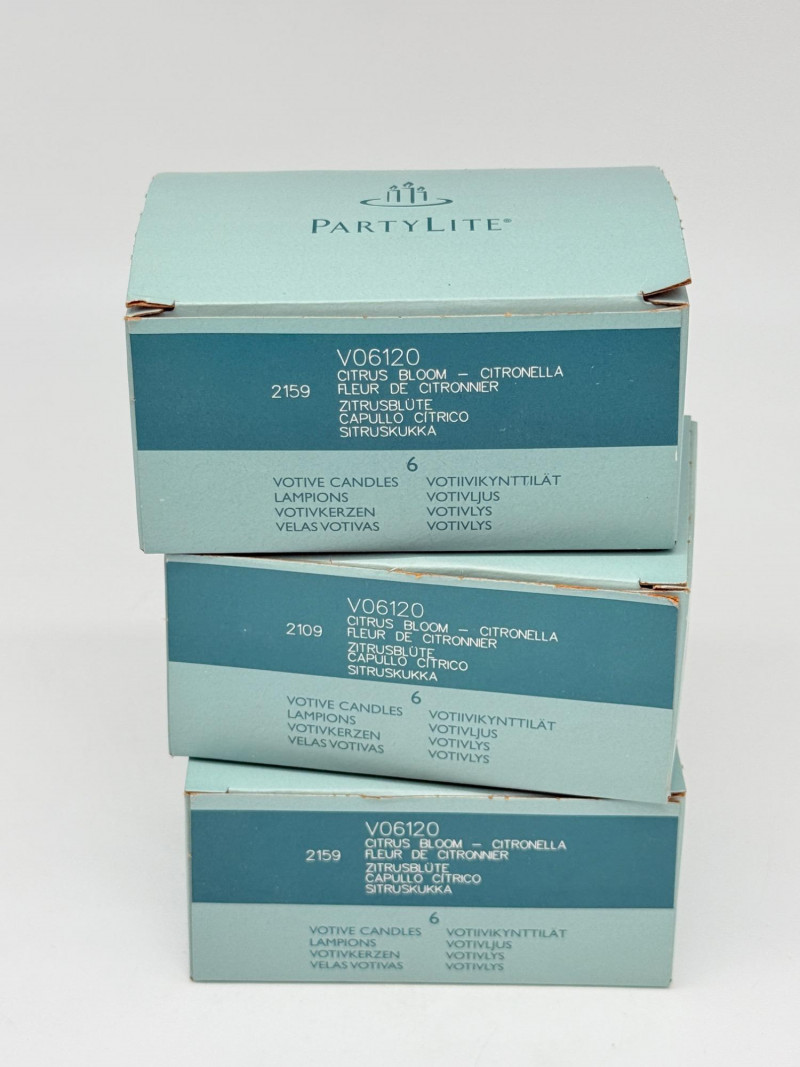 PARTYLITE®
V06120
CITRUS BLOOM – CITRONELLA
2159 FLEUR DE CITRONNIER
ZITRUSBLÜTE
CAPULLO CÍTRICO
SITRUSKUKKA
6
VOTIVE CANDLES VOTIIVIKYNTTILÄT
LAMPIONS VOTIVLJUS
VOTIVKERZEN VOTIVLYS
VELAS VOTIVAS VOTIVLYS
V06120
CITRUS BLOOM – CITRONELLA
2109 FLEUR DE CITRONNIER
ZITRUSBLÜTE
CAPULLO CÍTRICO
SITRUSKUKKA
6
VOTIVE CANDLES VOTIIVIKYNTTILÄT
LAMPIONS VOTIVLJUS
VOTIVKERZEN VOTIVLYS
VELAS VOTIVAS VOTIVLYS
V06120
CITRUS BLOOM – CITRONELLA
2159 FLEUR DE CITRONNIER
ZITRUSBLÜTE
CAPULLO CÍTRICO
SITRUSKUKKA
6
VOTIVE CANDLES VOTIIVIKYNTTILÄT
LAMPIONS VOTIVLJUS
VOTIVKERZEN VOTIVLYS
VELAS VOTIVAS VOTIVLYS